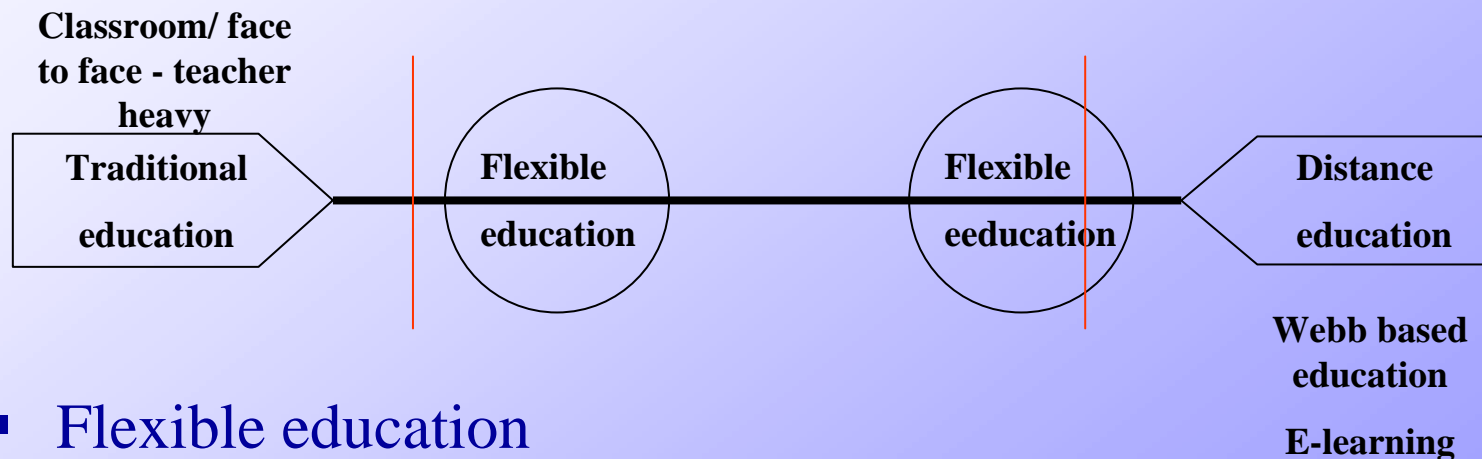 Classroom/ face
to face - teacher
heavy
Traditional
education
Flexible
education
Flexible
eeducation
Distance
education
Webb based
education
E-learning
▪ Flexible education